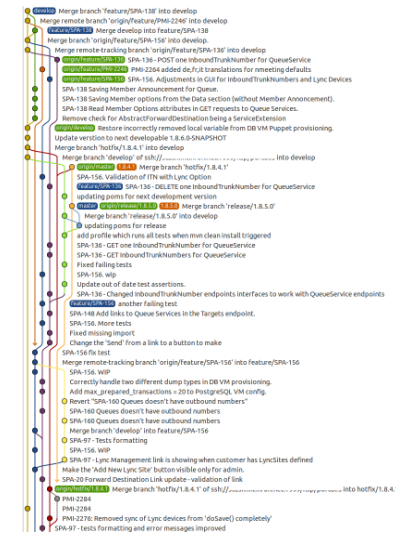 develop Merge branch 'feature/SPA-138' into develop
Merge remote branch 'feature/PMI-2246' into develop
feature/SPA-138 Merge develop into feature/SPA-138
Merge branch 'feature/SPA-156' into develop.
Merge remote-tracking branch 'feature/SPA-136' into develop
origin/feature/SPA-136 SPA-136 - POST one InboundTrunkNumber for QueueService
origin/feature/PMI-2246 PMI-2264 added de,fr,it translations for nmeeting defaults
origin/feature/SPA-156 SPA-156. Adjustments in GUI for InboundTrunkNumbers and Lync Devices
SPA-138 Saving Member Announcement for Queue.
SPA-138 Saving Member options from the Data section (without Member Announcement).
SPA-138 Read Member Options attributes in GET requests to Queue Services.
Remove check for AbstractForwardDestination being a ServiceExtension
origin/develop Restore incorrectly removed local variable from DB VM Puppet provisioning.
Update verstion to next developable 1.8.6.0-SNAPSHOT
Merge branch 'hotfix/1.8.4.1' into develop
Merge branch 'develop' of ssh:// into develop
origin/master 1.8.4.1 Merge branch 'hotfix/1.8.4.1'
SPA-156. Validation of ITN with Lync Option
feature/SPA-136 SPA-136 - DELETE one InboundTrunkNumber for QueueService
updating poms for next development version
master origin/release/1.8.5.0 1.8.5.0 Merge branch 'release/1.8.5.0'
Merge branch 'release/1.8.5.0' into develop
updating poms for release
add profile which runs all tests when mvn clean install triggered
SPA-136 - GET one InboundTrunkNumber for QueueService
SPA-136 - GET one InboundTrunkNumber for QueueService
Fixed failing tests
SPA-156. wip
Update out of date test assertions.
SPA-136 - Changed InboundTrunkNumber endpoints interfaces to work with QueueService endpoints
feature/SPA-156 another failing test
SPA-148 Add links to Queue Services in the Targets endpoint.
SPA-156. More tests
Fixed missing import
Change the 'Send' from a link to a button to make
SPA-156 fix test
Merge remote-tracking branch 'origin/feature/SPA-156' into feature/SPA-156
SPA-156. WIP
Correctly handle two different dump types in DB VM provisioning.
Add max_prepared_transactions = 20 to PostgreSQL VM config.
Revert "SPA-160 Queues doesn't have outbound numbers"
SPA-160 Queues doesn't have outbound numbers
SPA-160 Queues doesn't have outbound numbers
Merge branch 'develop' into feature/SPA-156
SPA-97 - Tests formatting
SPA-156. WIP
SPA-97 - Lync Management link is showing when customer has LyncSites defined
Make the 'Add New Lync Site' button visible only for admin.
SPA-20 Forward Destination Link update - validation of link
origin/hotfix/1.8.4.1 Merge branch 'hotfix/1.8.4.1' of ssh:// into hotfix/1.8.4.
PMI-2284
PMI-2284
PMI-2276: Removed sync of Lync devices from 'doSave() completely'
SPA-97 - tests formatting and error messages improved